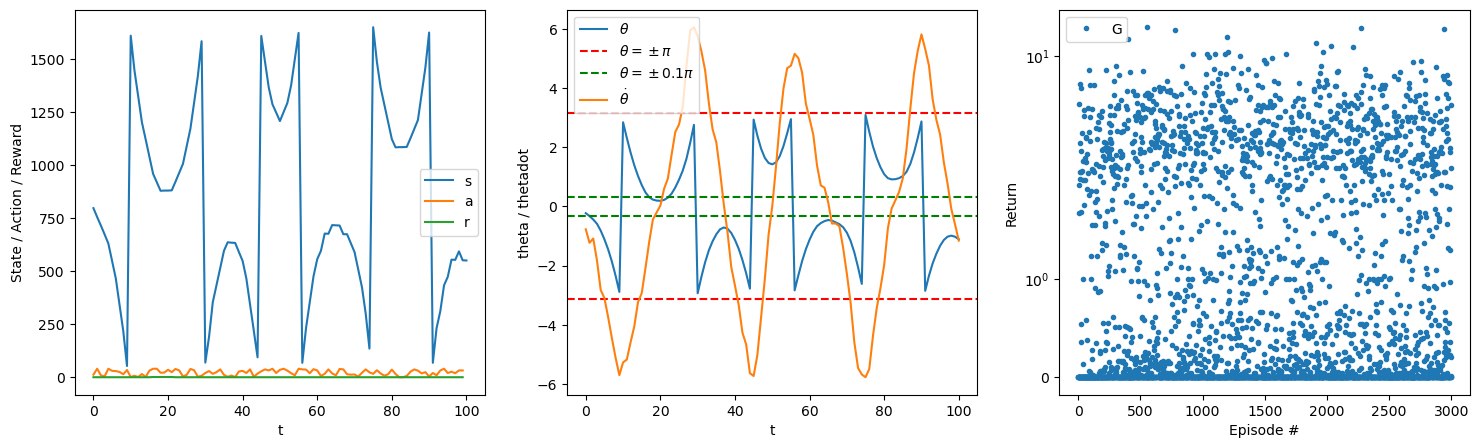 State / Action / Reward
1500
1250
1000
750
500
250
0
0 20 40 60 80 100
t
s
a
r
theta / thetadot
6
4
2
0
−2
−4
−6
0 20 40 60 80 100
t
θ
θ = ± π
θ = ± 0.1π
θ̇
Return
10¹
10⁰
0
0 500 1000 1500 2000 2500 3000
Episode #
G